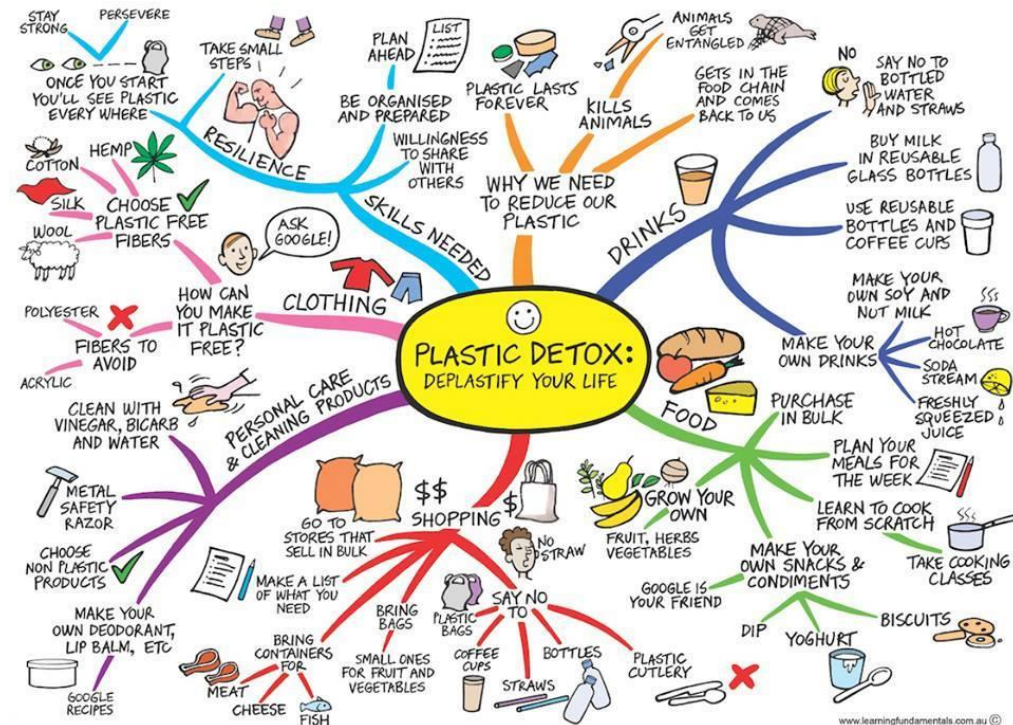 PLASTIC DETOX:
DEPLASTIFY YOUR LIFE
WHY WE NEED
TO REDUCE OUR
PLASTIC
PLASTIC LASTS
FOREVER
KILLS
ANIMALS
ANIMALS
GET
ENTANGLED
GETS IN THE
FOOD CHAIN
AND COMES
BACK TO US
DRINKS
NO
SAY NO TO
BOTTLED
WATER
AND STRAWS
BUY MILK
IN REUSABLE
GLASS BOTTLES
USE REUSABLE
BOTTLES AND
COFFEE CUPS
MAKE YOUR
OWN DRINKS
MAKE YOUR
OWN SOY AND
NUT MILK
HOT
CHOCOLATE
SODA
STREAM
FRESHLY
SQUEEZED
JUICE
FOOD
PURCHASE
IN BULK
PLAN YOUR
MEALS FOR
THE WEEK
LEARN TO COOK
FROM SCRATCH
TAKE COOKING
CLASSES
MAKE YOUR
OWN SNACKS &
CONDIMENTS
GOOGLE IS
YOUR FRIEND
DIP
YOGHURT
BISCUITS
GROW YOUR
OWN
FRUIT, HERBS
VEGETABLES
SHOPPING
$$
$
GO TO
STORES THAT
SELL IN BULK
MAKE A LIST
OF WHAT YOU
NEED
BRING
CONTAINERS
FOR
MEAT
CHEESE
FISH
BRING
BAGS
SMALL ONES
FOR FRUIT AND
VEGETABLES
NO
STRAW
SAY NO
TO
PLASTIC
BAGS
COFFEE
CUPS
STRAWS
BOTTLES
PLASTIC
CUTLERY
PERSONAL CARE
& CLEANING PRODUCTS
CLEAN WITH
VINEGAR, BICARB
AND WATER
METAL
SAFETY
RAZOR
CHOOSE
NON PLASTIC
PRODUCTS
MAKE YOUR
OWN DEODORANT,
LIP BALM, ETC
GOOGLE
RECIPES
CLOTHING
HOW CAN
YOU MAKE
IT PLASTIC
FREE?
ASK
GOOGLE!
CHOOSE
PLASTIC FREE
FIBERS
HEMP
COTTON
SILK
WOOL
FIBERS TO
AVOID
POLYESTER
ACRYLIC
SKILLS NEEDED
RESILIENCE
TAKE SMALL
STEPS
ONCE YOU START
YOU'LL SEE PLASTIC
EVERY WHERE
STAY
STRONG
PERSEVERE
BE ORGANISED
AND PREPARED
PLAN
AHEAD
LIST
WILLINGNESS
TO SHARE
WITH
OTHERS
www.learningfundamentals.com.au ©